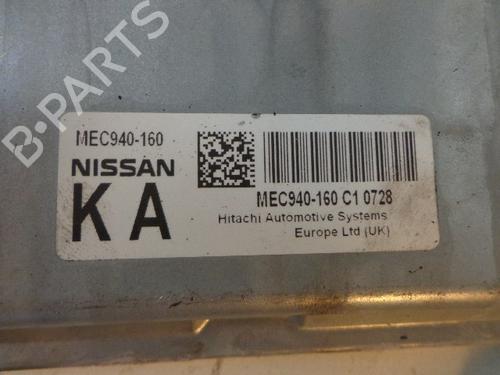 B-PARTS
MEC940-160
NISSAN
KA
MEC940-160 C1 0728
Hitachi Automotive Systems
Europe Ltd (UK)